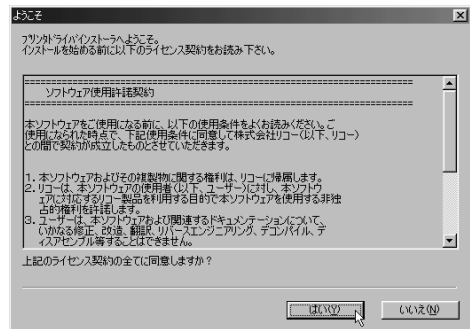 ようこそ
プリンタドライバインストーラへようこそ。
インストールを始める前に以下のライセンス契約をお読み下さい。
==================================================
ソフトウェア使用許諾契約
==================================================
本ソフトウェアをご使用になる前に、以下の使用条件をよくお読みください。ご
使用になられた時点で、下記使用条件に同意して株式会社リコー(以下、リコー)
との間で契約が成立したものとさせていただきます。
1. 本ソフトウェアおよびその複製物に関する権利は、リコーに帰属します。
2. リコーは、本ソフトウェアの使用者(以下、ユーザー)に対し、本ソフトウ
ェアに対応するリコー製品を利用する目的で本ソフトウェアを使用する非独
占的権利を許諾します。
3. ユーザーは、本ソフトウェアおよび関連するドキュメンテーションについて、
いかなる修正、改造、翻訳、リバースエンジニアリング、デコンパイル、デ
ィスアセンブル等することはできません。
上記のライセンス契約の全てに同意しますか?
はい(Y)
いいえ(N)